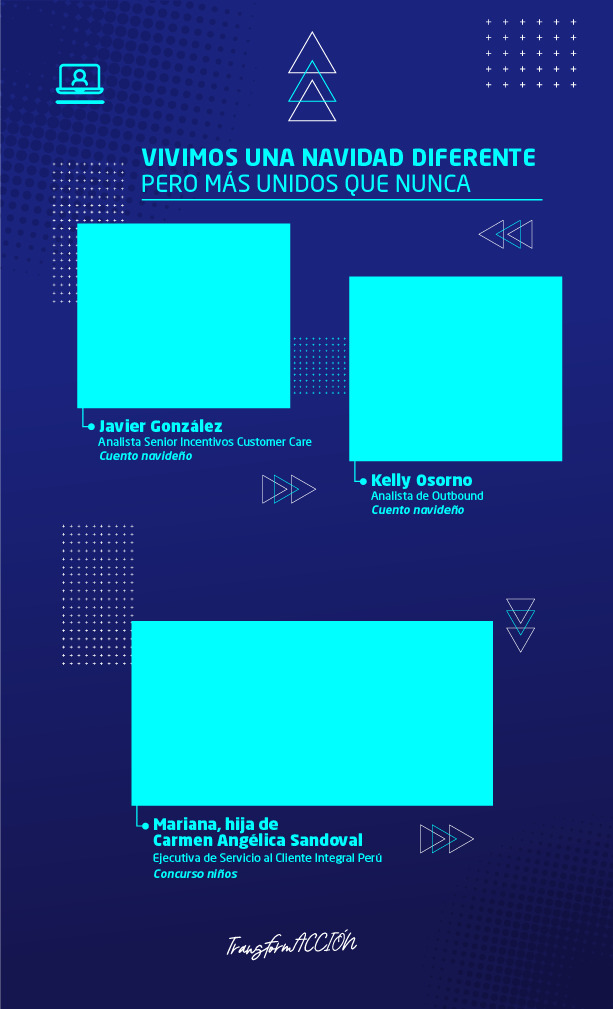 VIVIMOS UNA NAVIDAD DIFERENTE
PERO MÁS UNIDOS QUE NUNCA
Javier González
Analista Senior Incentivos Customer Care
Cuento navideño
Kelly Osorno
Analista de Outbound
Cuento navideño
Mariana, hija de
Carmen Angélica Sandoval
Ejecutiva de Servicio al Cliente Integral Perú
Concurso niños
TransformACCIÓN